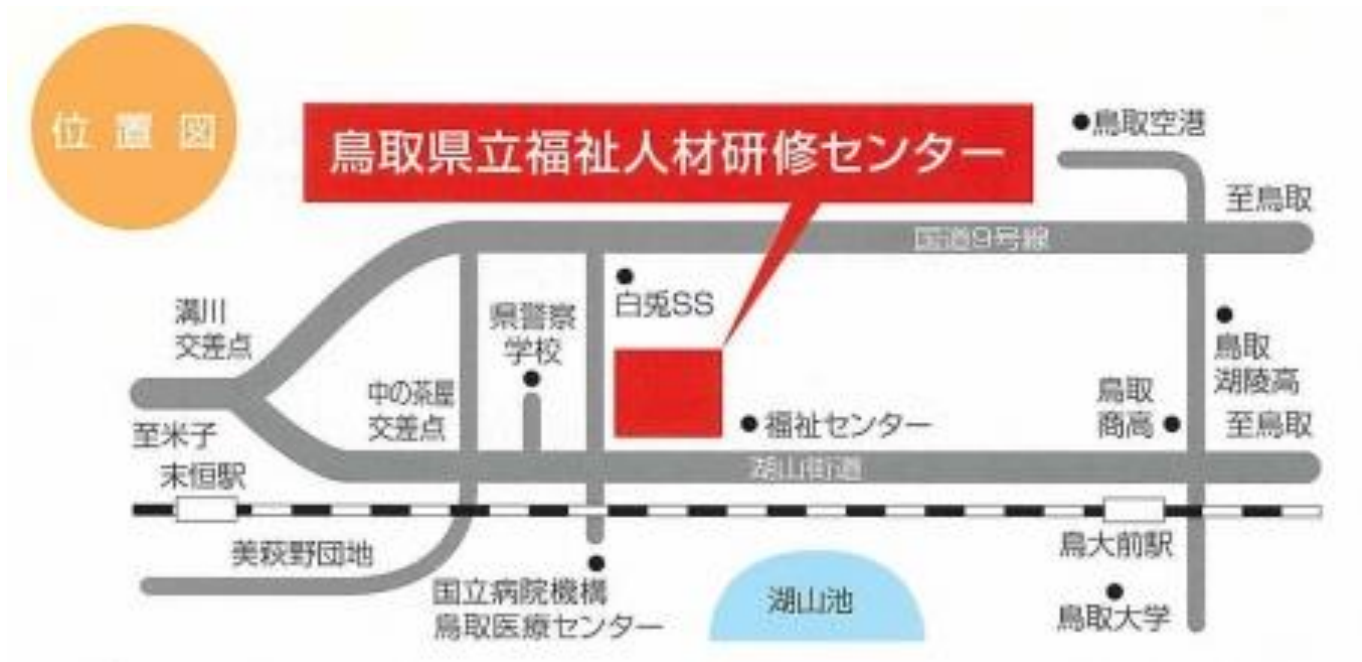 位置図
鳥取県立福祉人材研修センター
鳥取空港
至鳥取
国道9号線
白兎SS
溝川
交差点
県警察
学校
中の茶屋
交差点
鳥取
湖陵高
鳥取
商高
福祉センター
至鳥取
至米子
湖山街道
末恒駅
美萩野団地
鳥大前駅
国立病院機構
鳥取医療センター
湖山池
鳥取大学